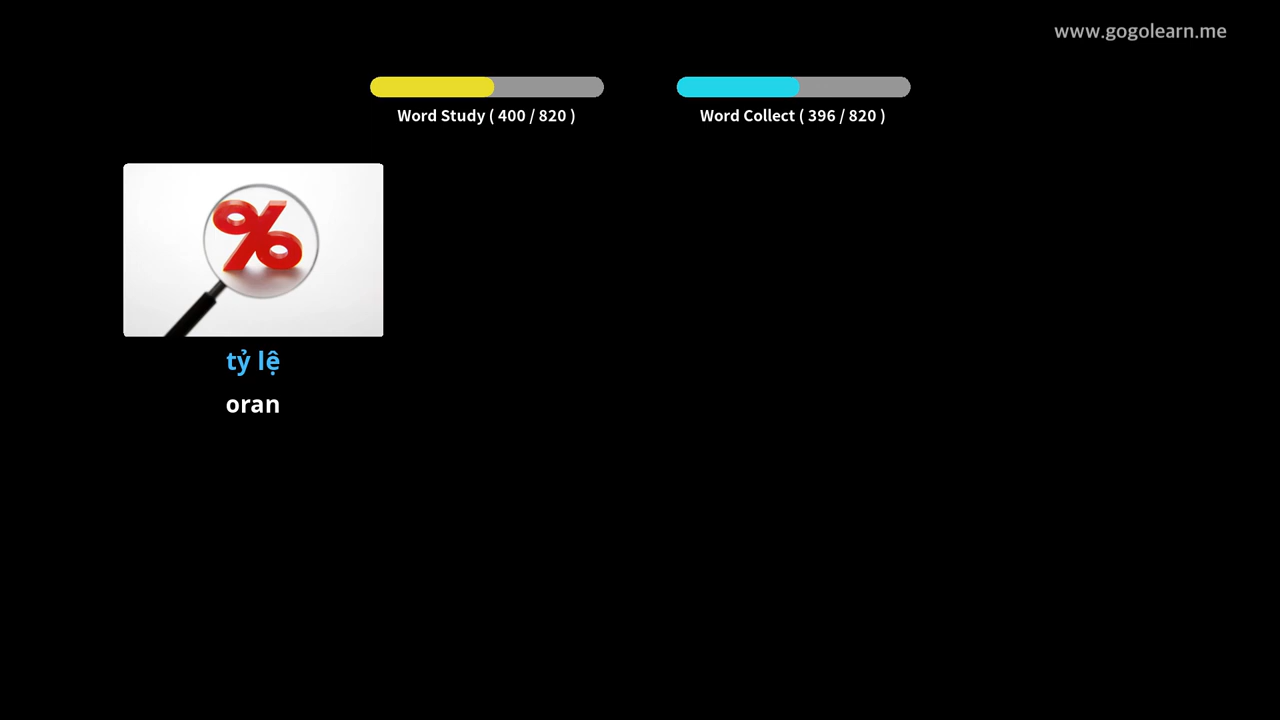 www.gogolearn.me
Word Study ( 400 / 820 )
Word Collect ( 396 / 820 )
%
tỷ lệ
oran